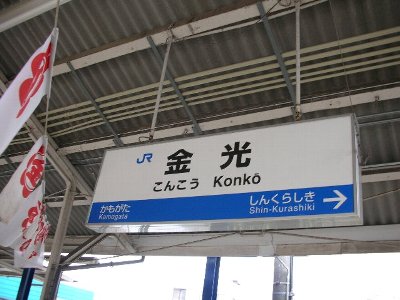 JR
金光
こんこう Konkō
かもがた
Kamogata
しんくらしき
Shin-Kurashiki